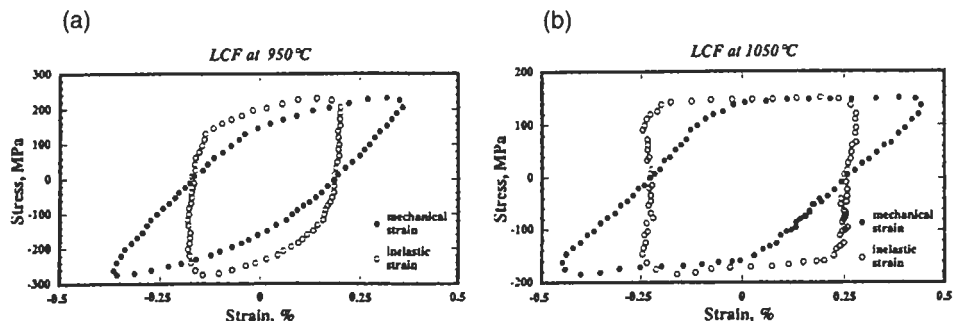 (a)
LCF at 950°C
300
200
100
0
-100
-200
-300
Stress, MPa
mechanical
strain
inelastic
strain
-0.5
-0.25
0
0.25
0.5
Strain, %
(b)
LCF at 1050°C
200
100
0
-100
-200
Stress, MPa
mechanical
strain
inelastic
strain
-0.5
-0.25
0
0.25
0.5
Strain, %